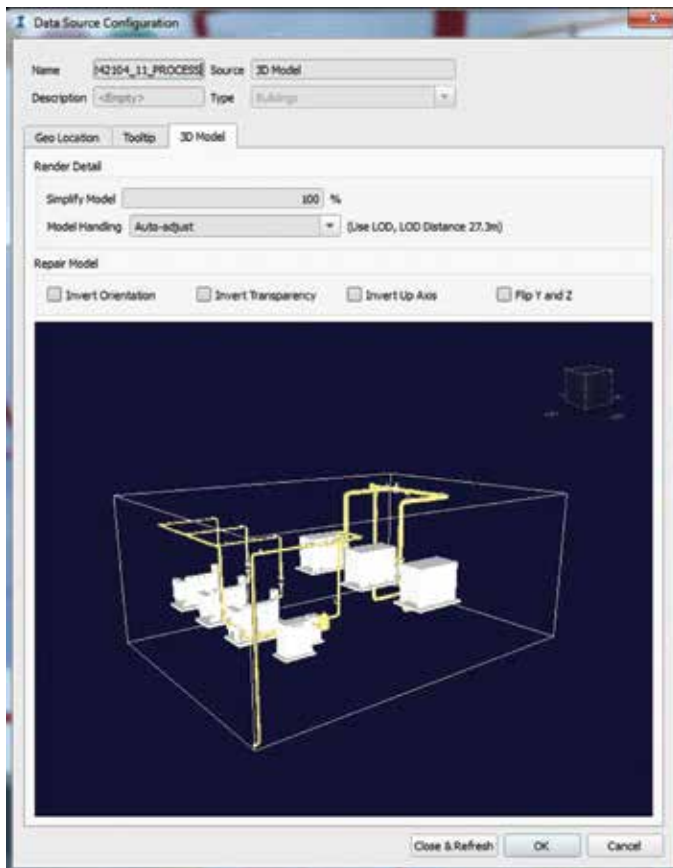 Data Source Configuration
Name 42104_11_PROCESS Source 3D Model
Description <Empty> Type Buildings
Geo Location Tooltip 3D Model
Render Detail
Simplify Model 100 %
Model Handling Auto-adjust (Use LOD, LOD Distance 27.3m)
Repair Model
Invert Orientation Invert Transparency Invert Up Axis Flip Y and Z
Close & Refresh OK Cancel